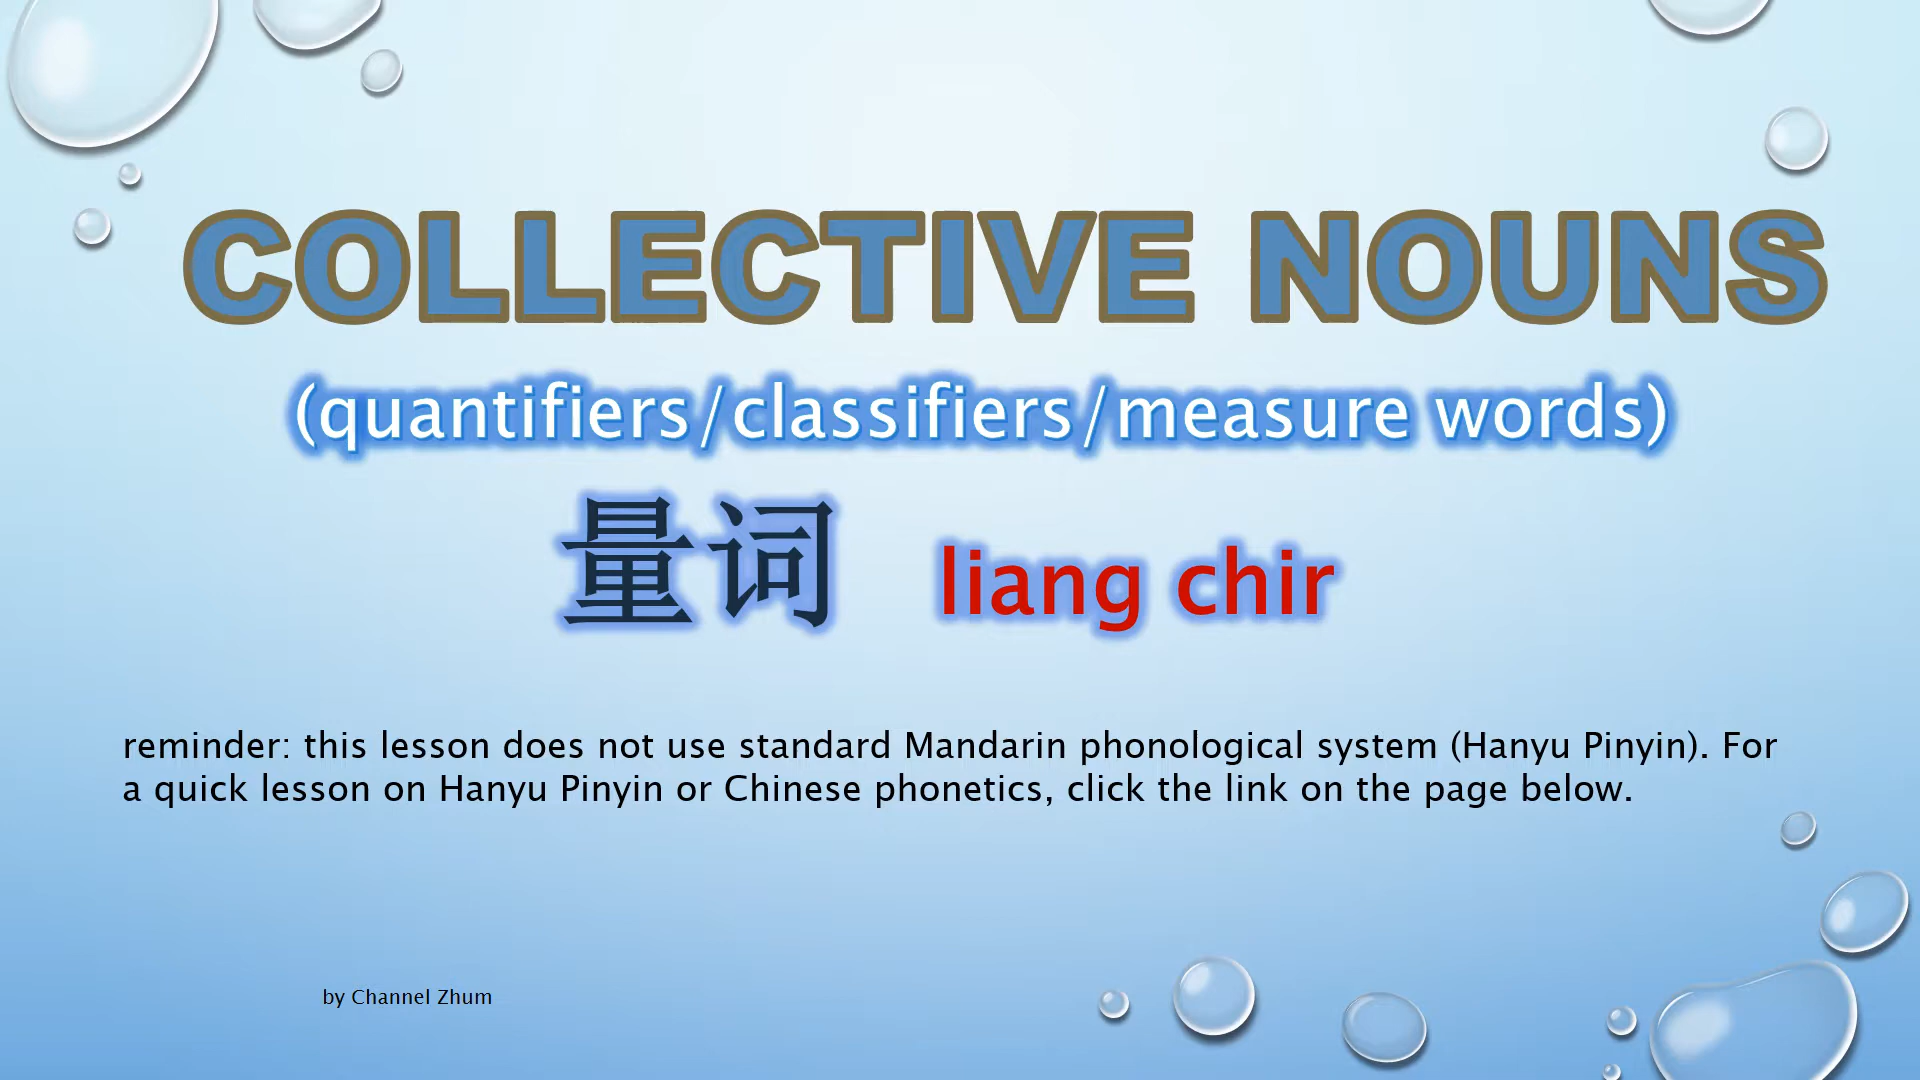 COLLECTIVE NOUNS
(quantifiers/classifiers/measure words)
量词 liang chir
reminder: this lesson does not use standard Mandarin phonological system (Hanyu Pinyin). For
a quick lesson on Hanyu Pinyin or Chinese phonetics, click the link on the page below.
by Channel Zhum